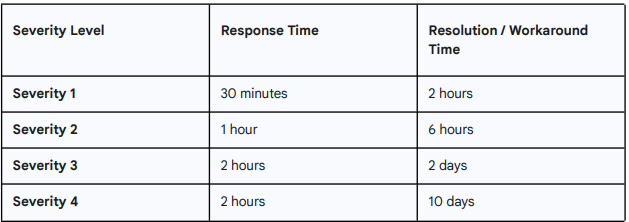 Severity Level
Response Time
Resolution / Workaround
Time
Severity 1
30 minutes
2 hours
Severity 2
1 hour
6 hours
Severity 3
2 hours
2 days
Severity 4
2 hours
10 days